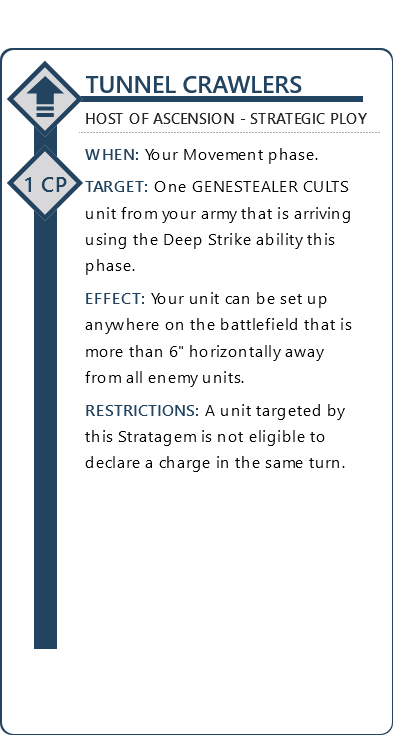 TUNNEL CRAWLERS
HOST OF ASCENSION - STRATEGIC PLOY
WHEN: Your Movement phase.
1 CP
TARGET: One GENESTEALER CULTS
unit from your army that is arriving
using the Deep Strike ability this
phase.
EFFECT: Your unit can be set up
anywhere on the battlefield that is
more than 6" horizontally away
from all enemy units.
RESTRICTIONS: A unit targeted by
this Stratagem is not eligible to
declare a charge in the same turn.